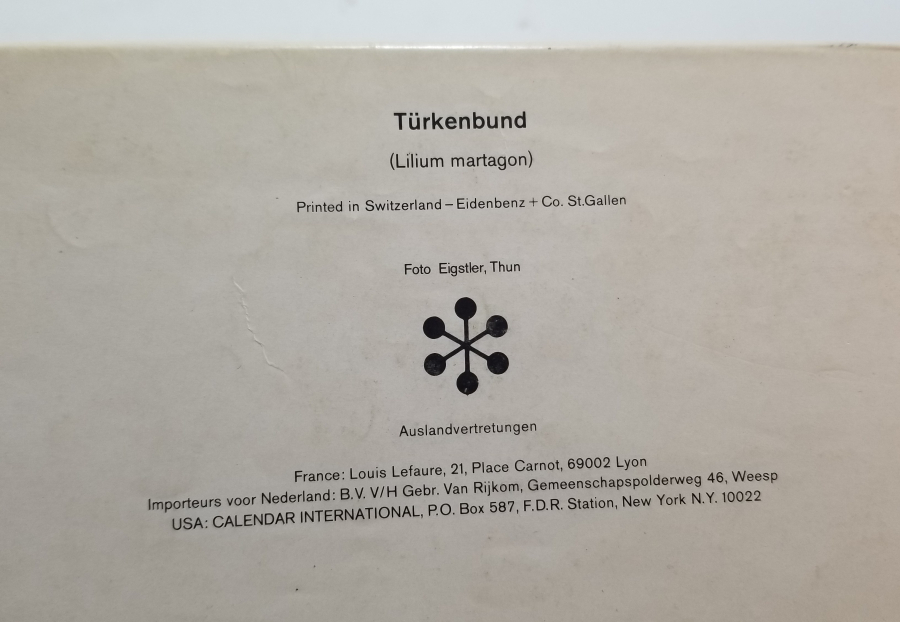 Türkenbund
(Lilium martagon)
Printed in Switzerland – Eidenbenz + Co. St.Gallen
Foto Eigstler, Thun
Auslandvertretungen
France: Louis Lefaure, 21, Place Carnot, 69002 Lyon
Importeurs voor Nederland: B.V. V/H Gebr. Van Rijkom, Gemeenschapspolderweg 46, Weesp
USA: CALENDAR INTERNATIONAL, P.O. Box 587, F.D.R. Station, New York N.Y. 10022